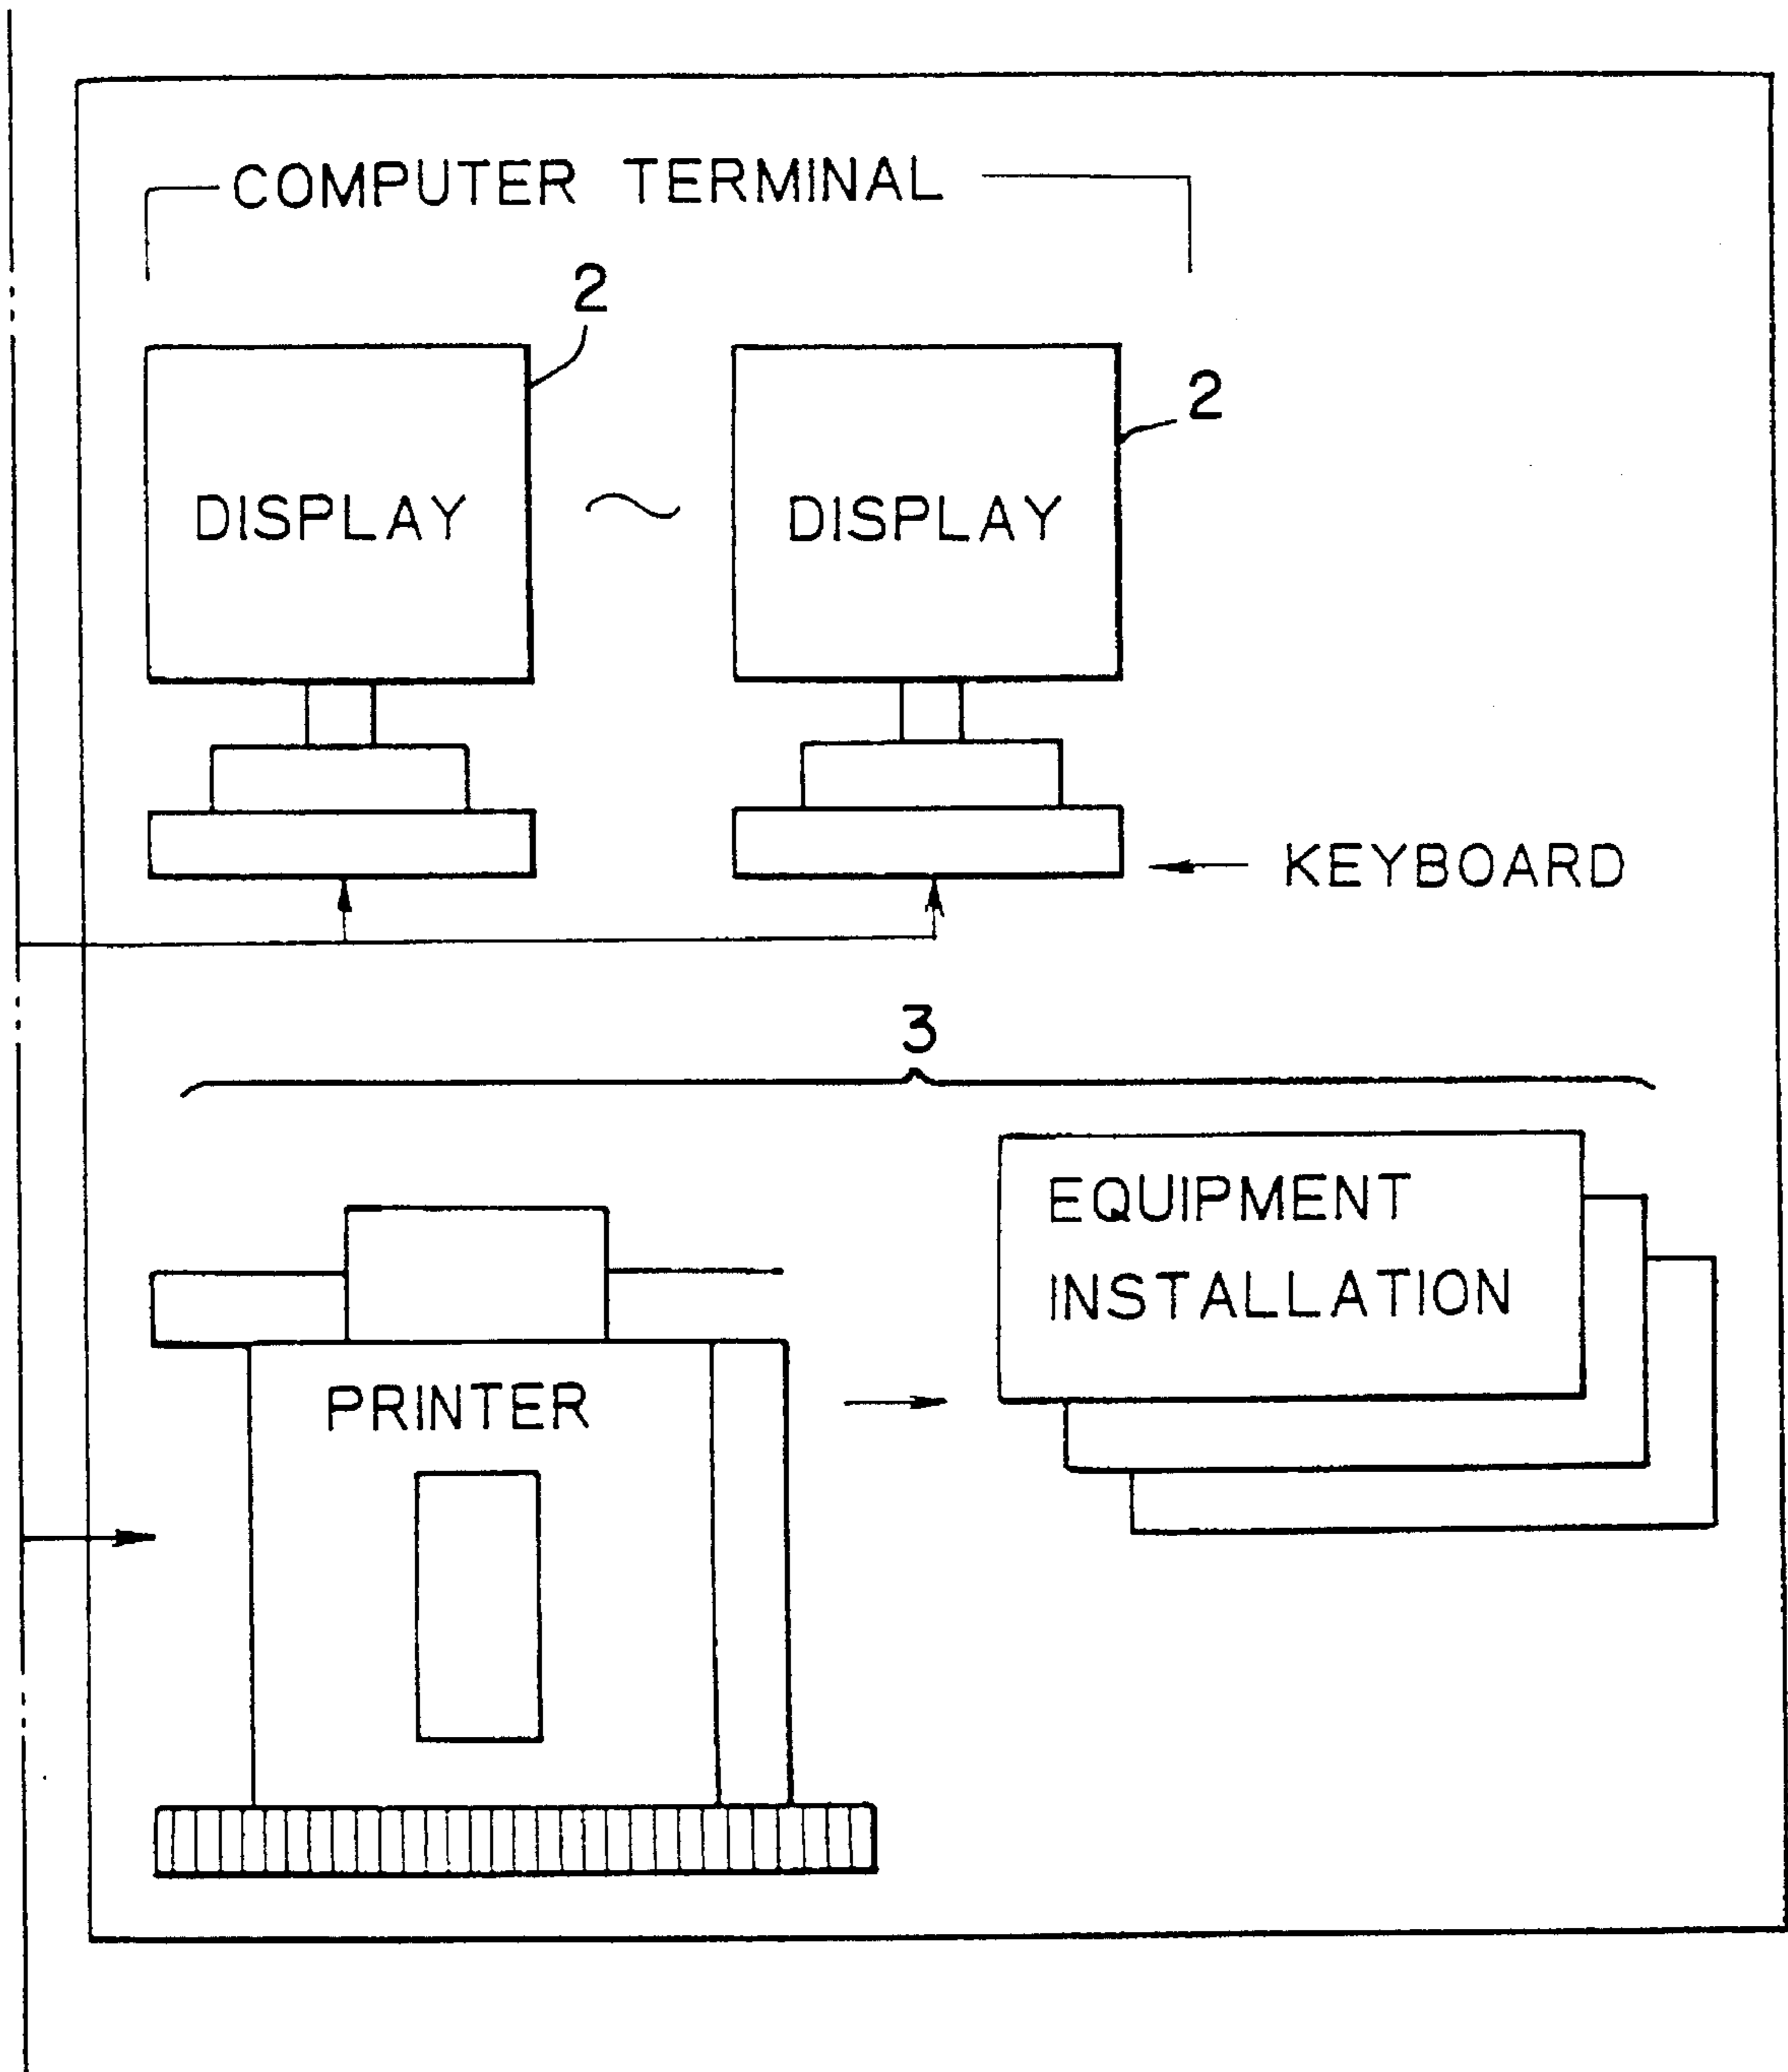 COMPUTER TERMINAL
2
2
DISPLAY
DISPLAY
KEYBOARD
3
EQUIPMENT
INSTALLATION
PRINTER